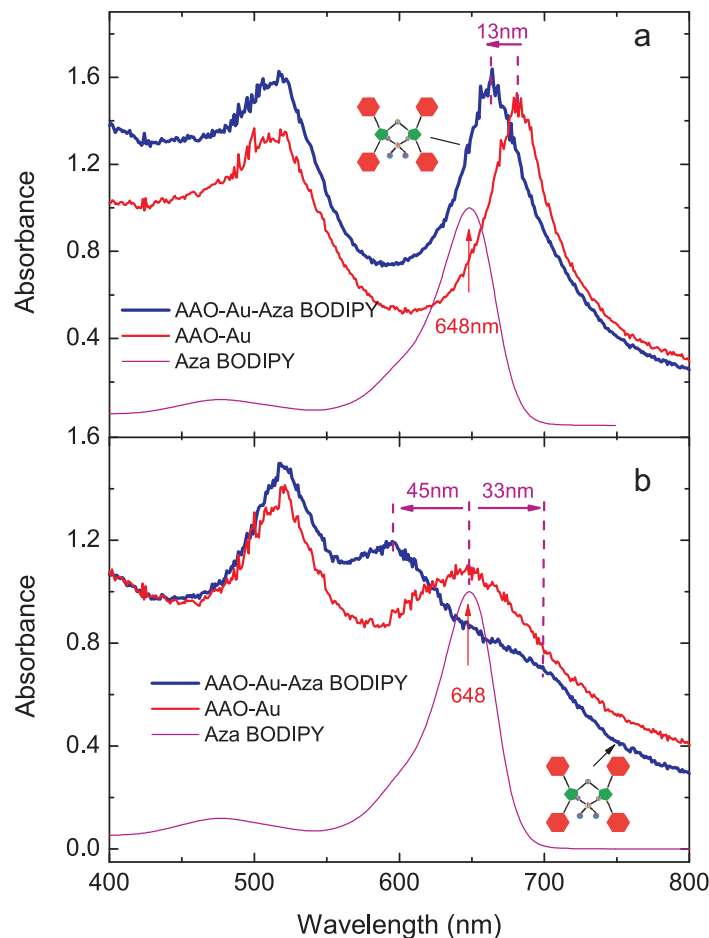 a
13nm
1.6
1.2
0.8
0.4
Absorbance
AAO-Au-Aza BODIPY
AAO-Au
Aza BODIPY
648nm
b
45nm
33nm
1.6
1.2
0.8
0.4
0.0
Absorbance
AAO-Au-Aza BODIPY
AAO-Au
Aza BODIPY
648
400 500 600 700 800
Wavelength (nm)